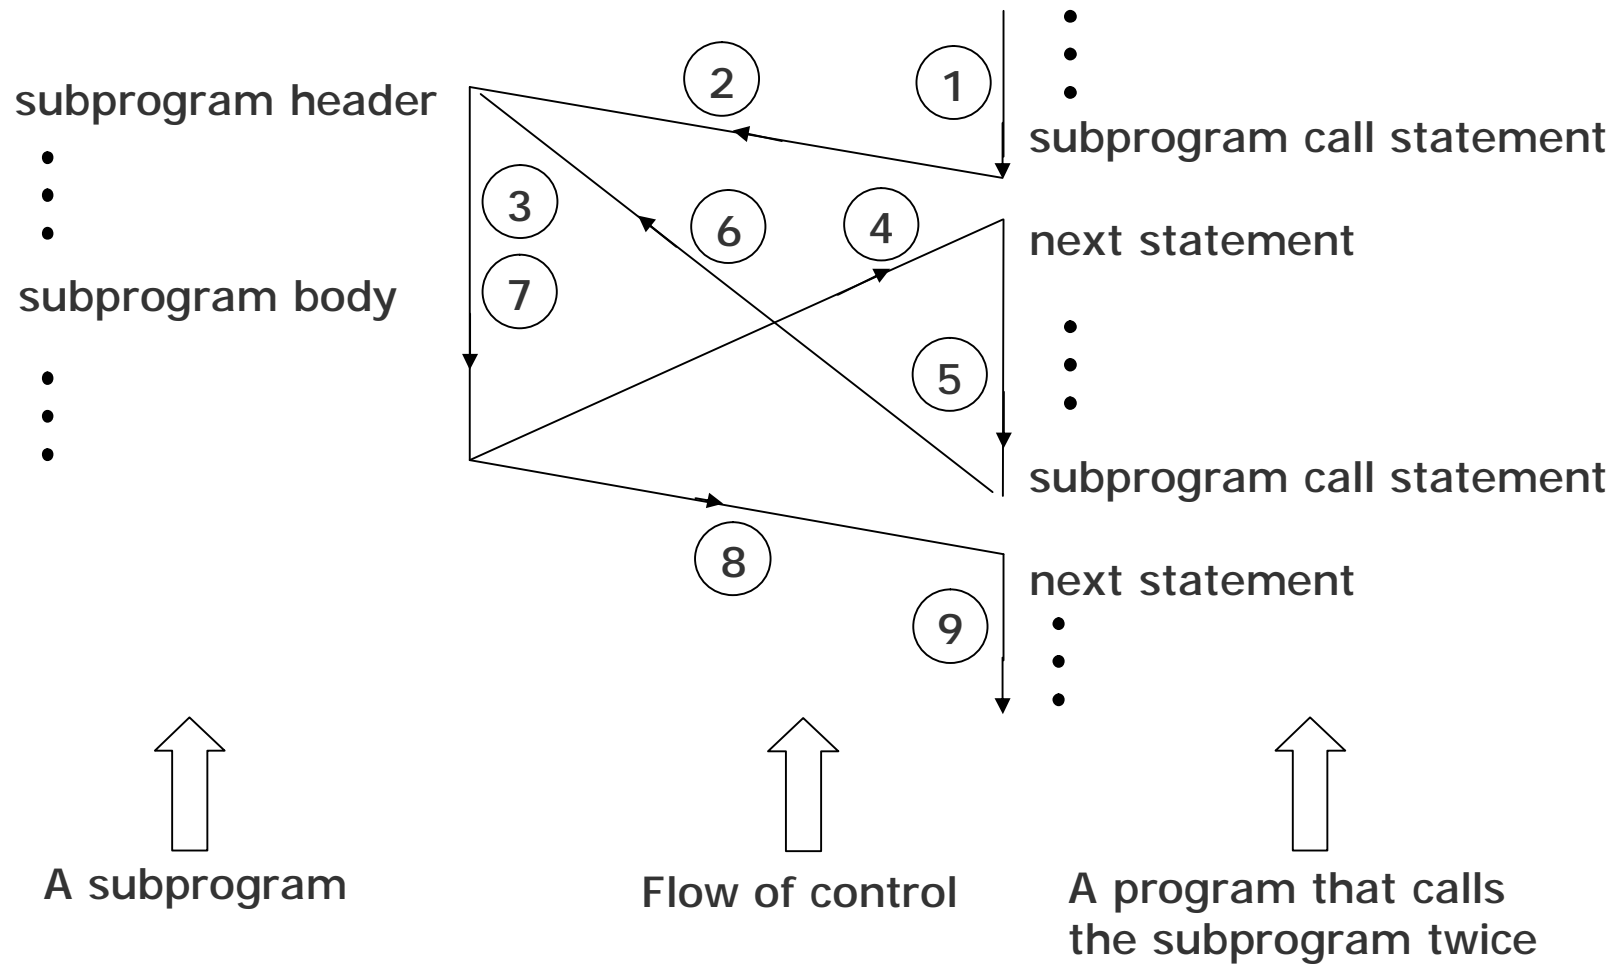 2
1
subprogram header
subprogram call statement
3
6
4
next statement
7
subprogram body
5
subprogram call statement
8
next statement
9
A subprogram
Flow of control
A program that calls
the subprogram twice